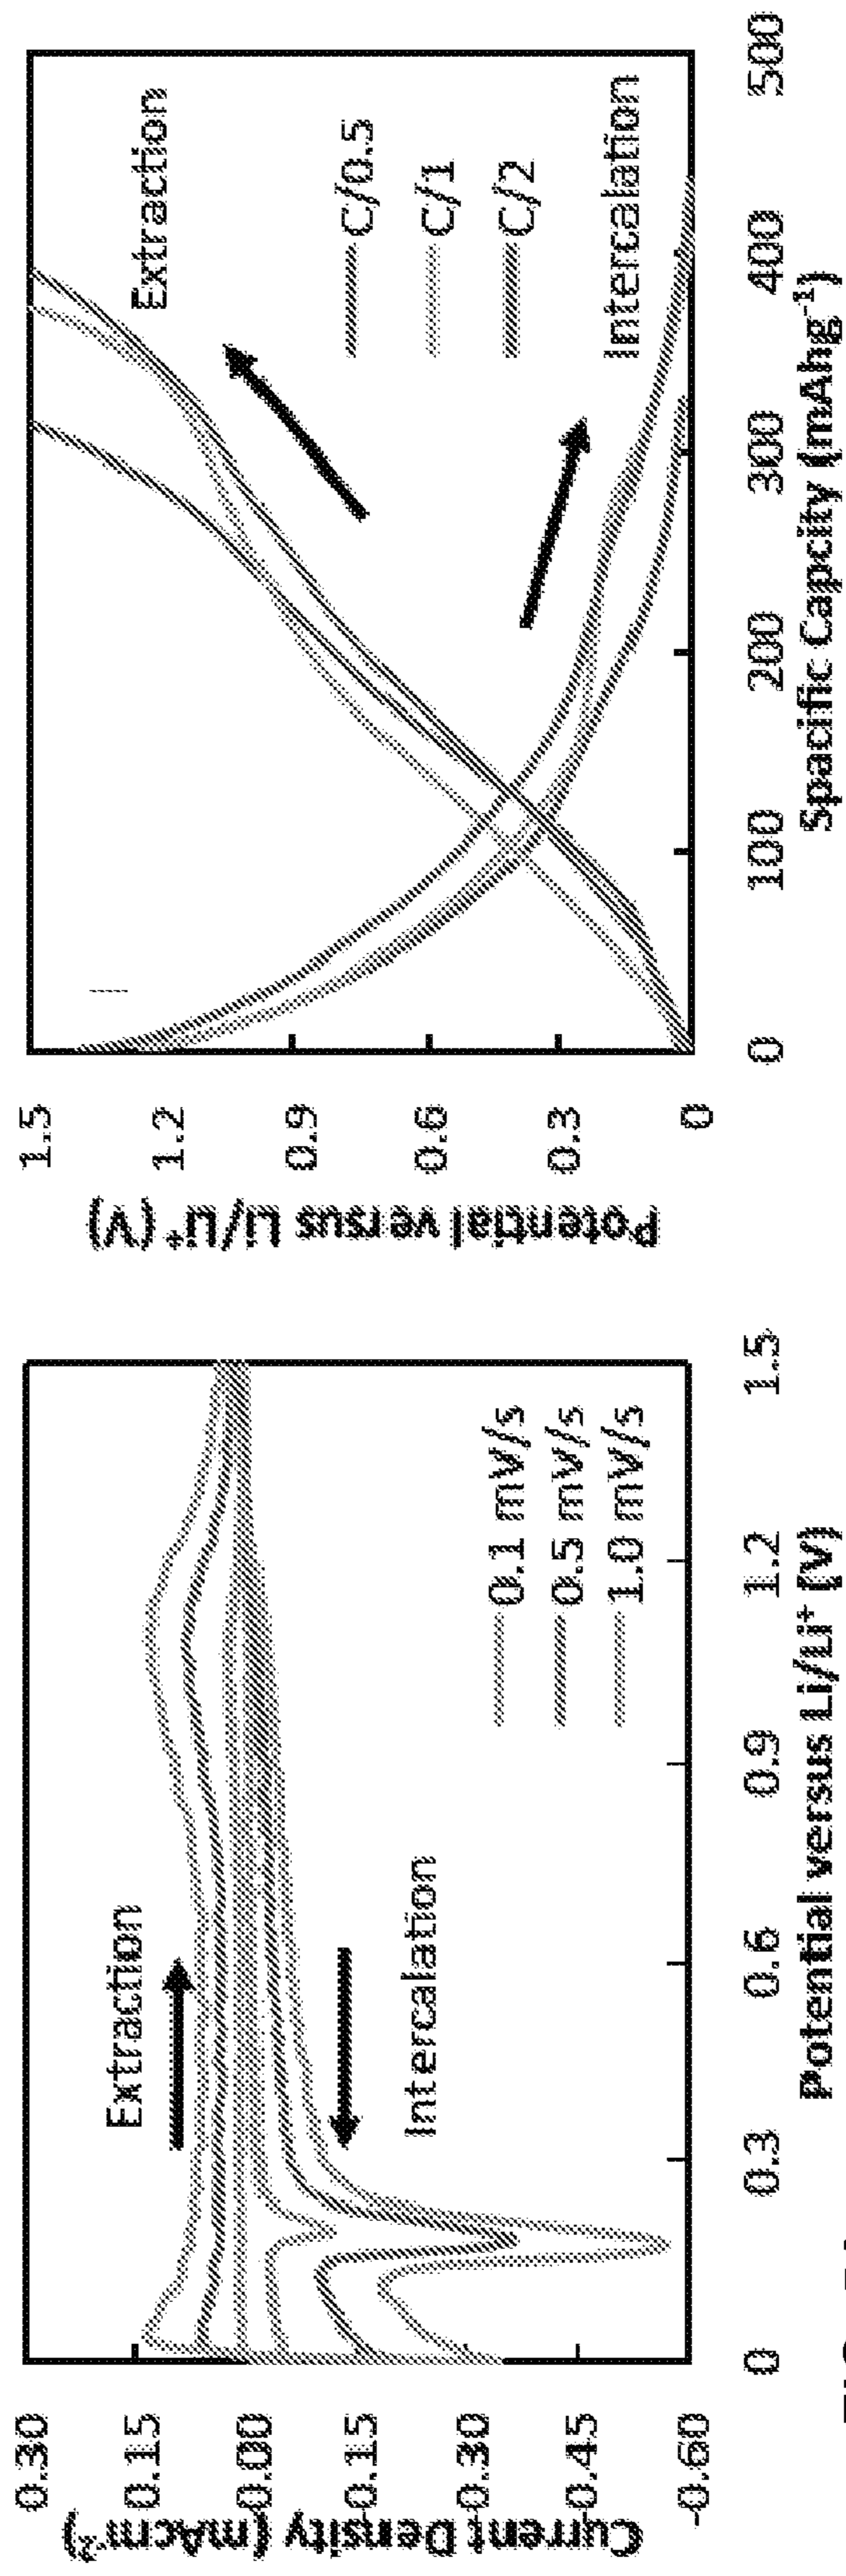 0.30
0.15
0.00
-0.15
-0.30
-0.45
-0.60
Current Density (mAcm⁻²)
Extraction
Intercalation
0.1 mV/s
0.5 mV/s
1.0 mV/s
0
0.3
0.6
0.9
1.2
1.5
Potential versus Li/Li⁺ (V)
1.5
1.2
0.9
0.6
0.3
0
Potential versus Li/Li⁺ (V)
Extraction
C/0.5
C/1
C/2
Intercalation
0
100
200
300
400
500
Spacific Capcity (mAhg⁻¹)